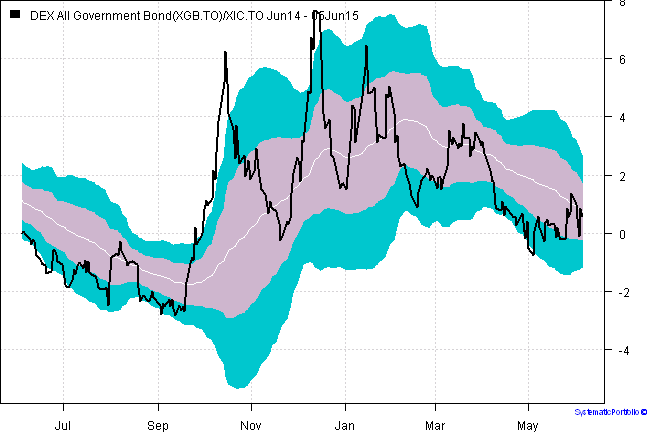 DEX All Government Bond(XGB.TO)/XIC.TO Jun14 - 05Jun15
8
6
4
2
0
-2
-4
Jul
Sep
Nov
Jan
Mar
May
SystematicPortfolio ©